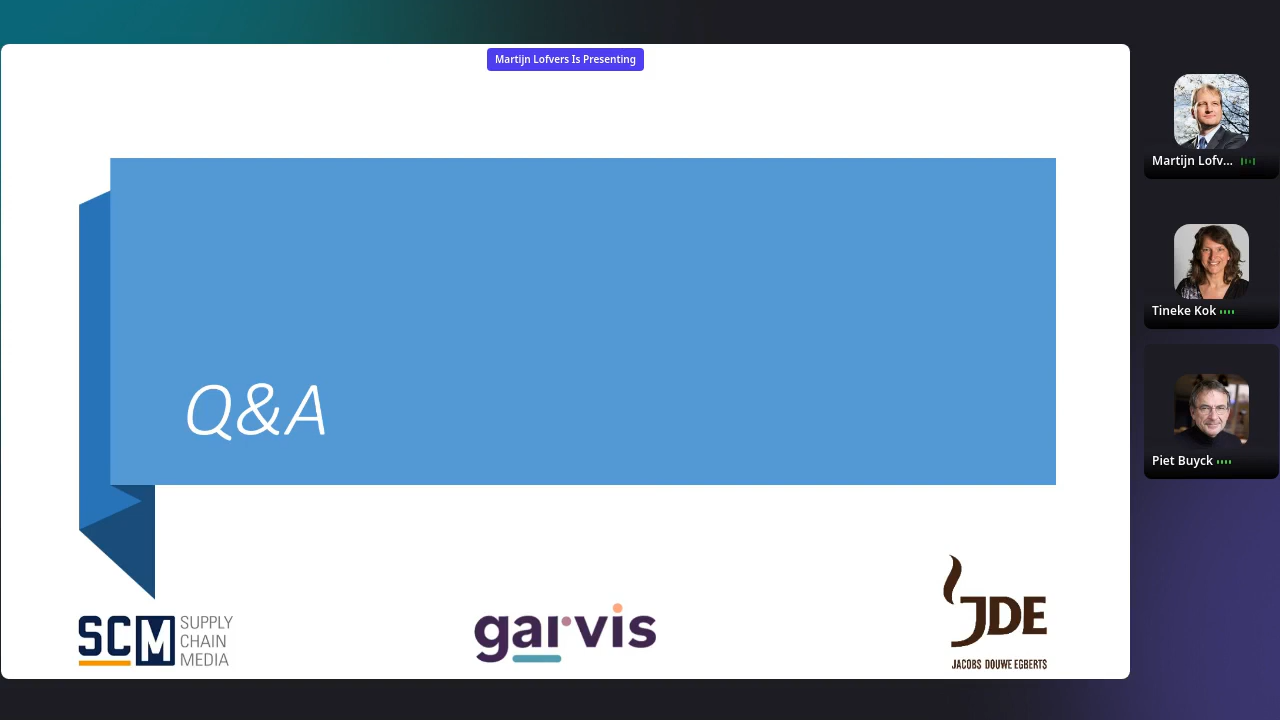 Martijn Lofvers Is Presenting
Q&A
SCM SUPPLY
CHAIN
MEDIA
garvis
JDE
JACOBS DOUWE EGBERTS
Martijn Lofv...
Tineke Kok
Piet Buyck